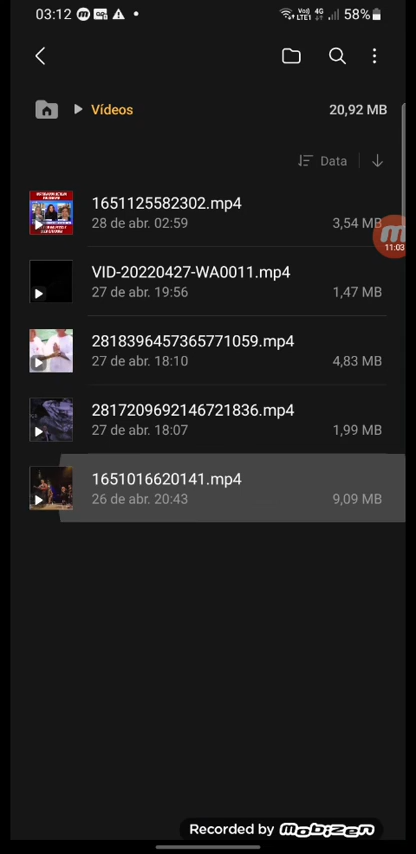 03:12
Vo)) 4G 58%
LTE1
Vídeos 20,92 MB
Data
1651125582302.mp4
28 de abr. 02:59 3,54 MB
11:03
VID-20220427-WA0011.mp4
27 de abr. 19:56 1,47 MB
2818396457365771059.mp4
27 de abr. 18:10 4,83 MB
2817209692146721836.mp4
27 de abr. 18:07 1,99 MB
1651016620141.mp4
26 de abr. 20:43 9,09 MB
Recorded by mobizen